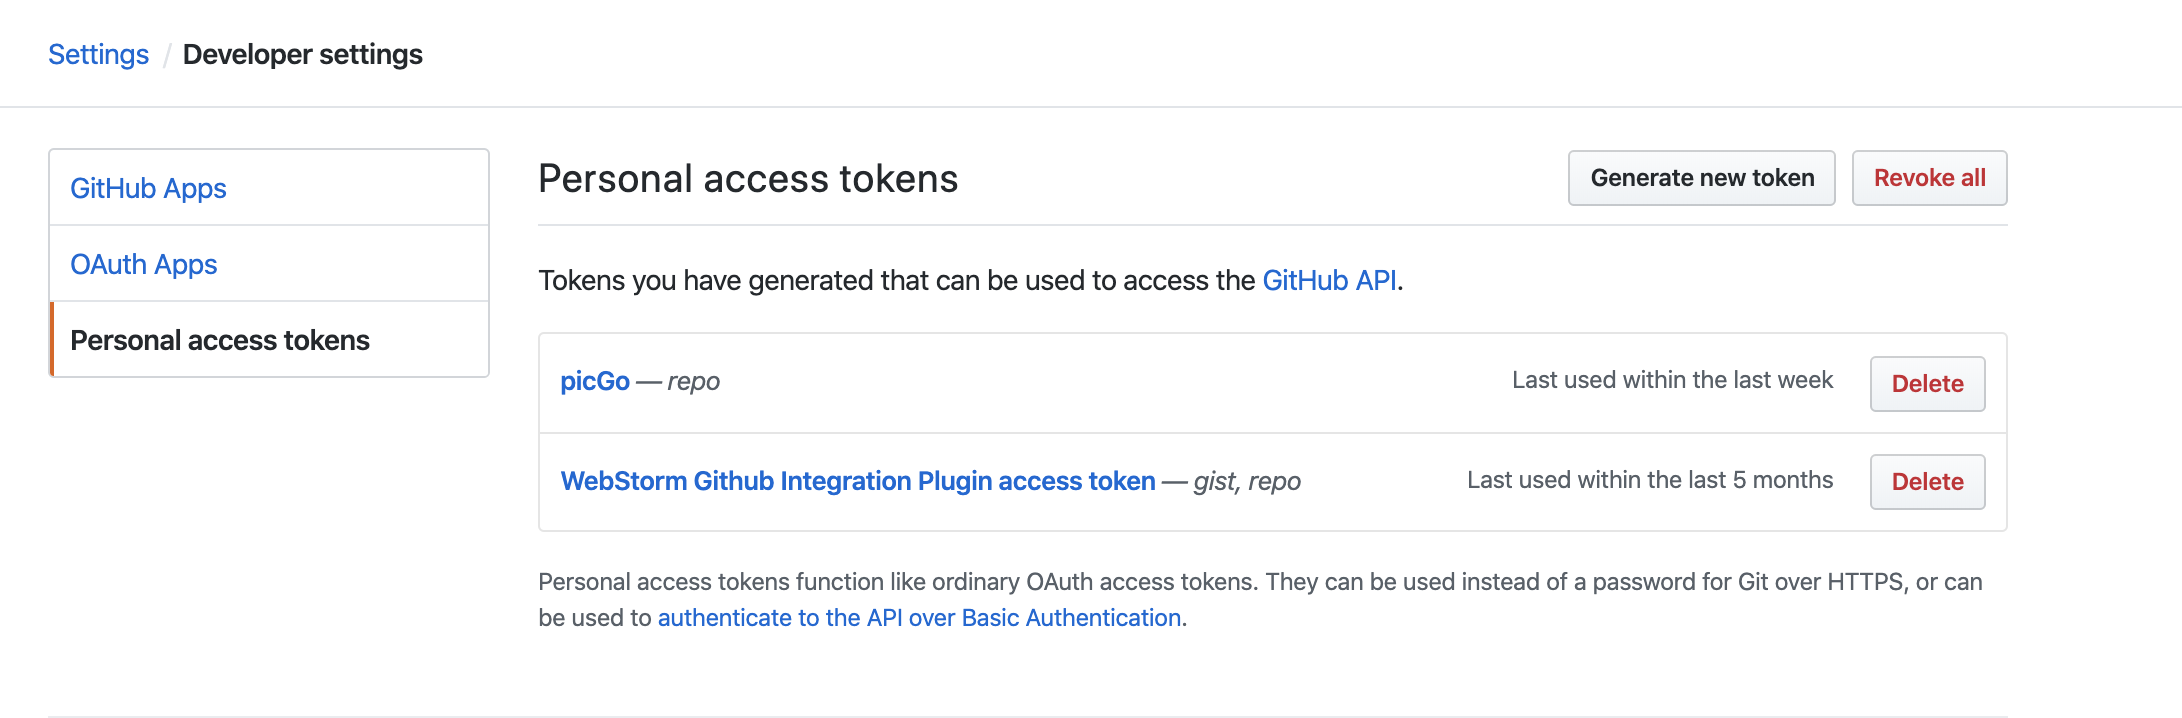 Settings / Developer settings
GitHub Apps
OAuth Apps
Personal access tokens
Personal access tokens
Generate new token
Revoke all
Tokens you have generated that can be used to access the GitHub API.
picGo — repo
Last used within the last week
Delete
WebStorm Github Integration Plugin access token — gist, repo
Last used within the last 5 months
Delete
Personal access tokens function like ordinary OAuth access tokens. They can be used instead of a password for Git over HTTPS, or can
be used to authenticate to the API over Basic Authentication.